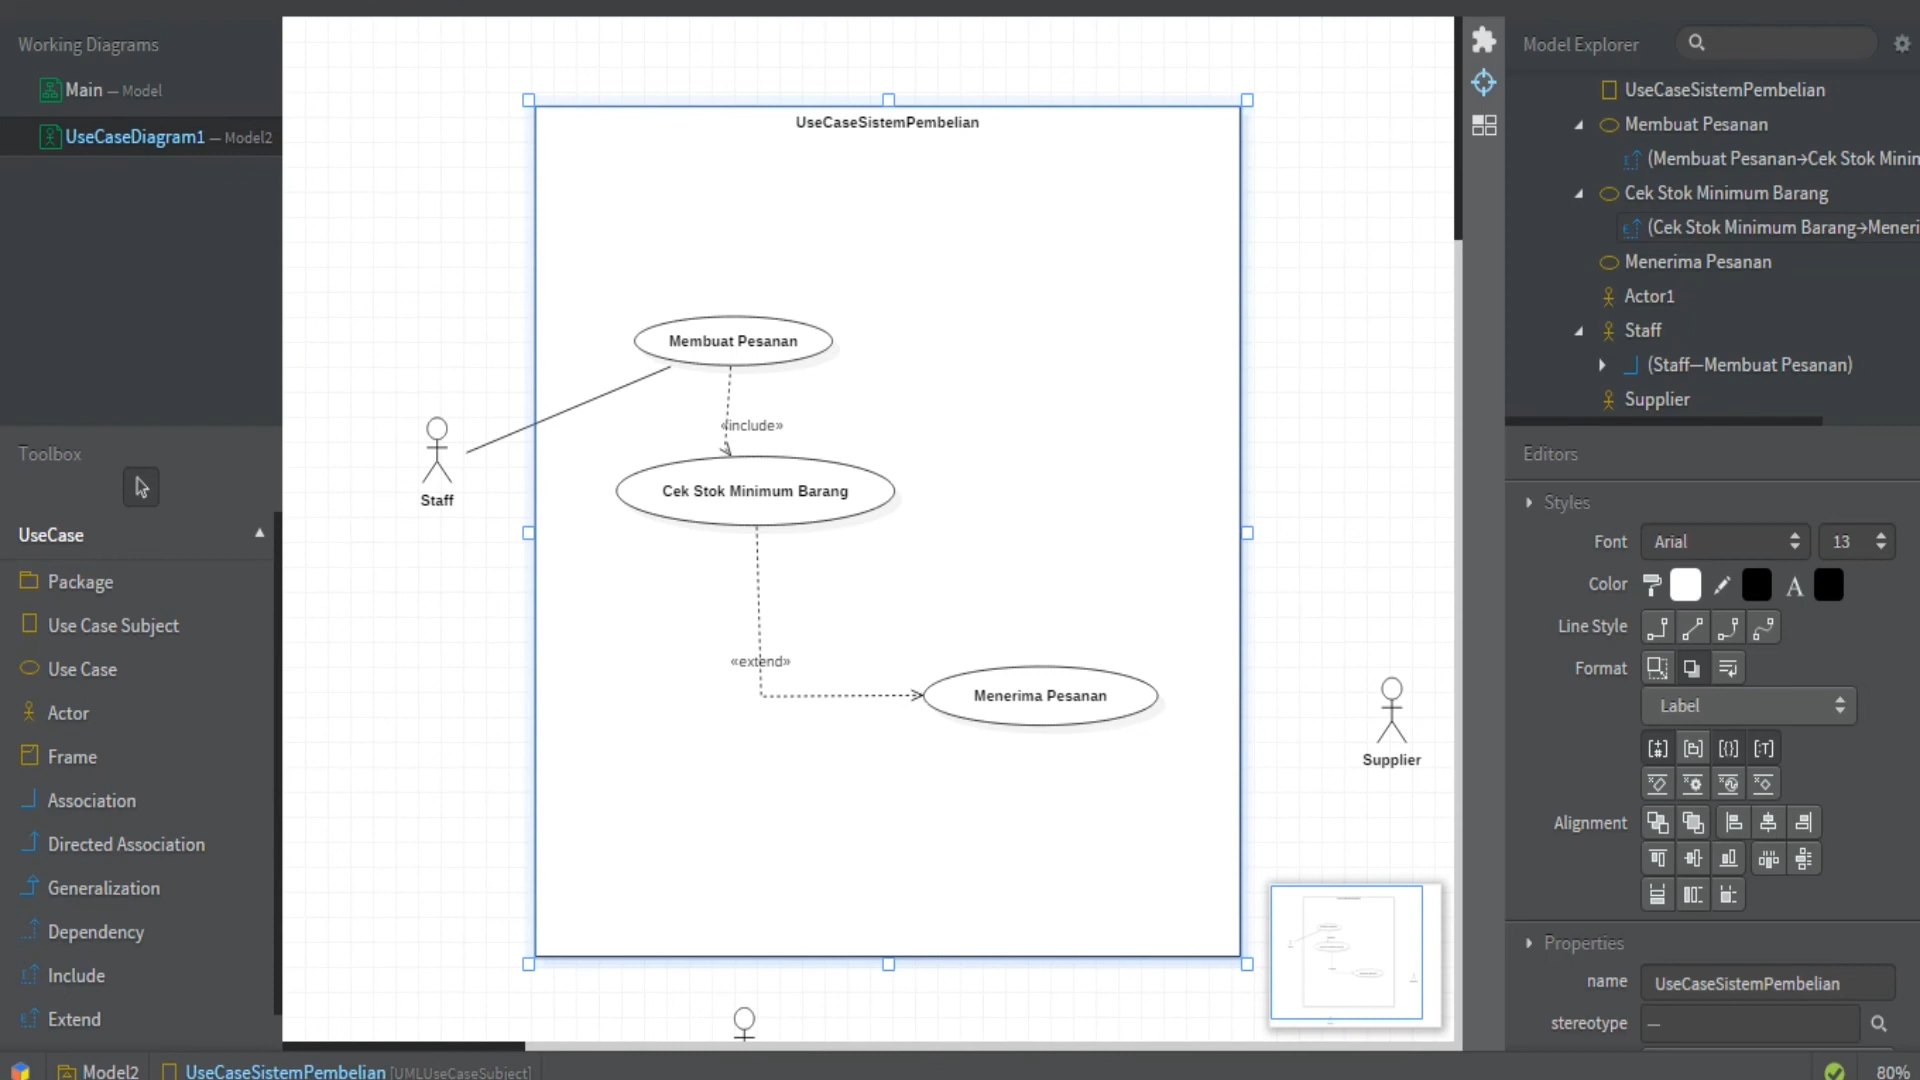 Working Diagrams
Main — Model
UseCaseDiagram1 — Model2
Toolbox
UseCase
Package
Use Case Subject
Use Case
Actor
Frame
Association
Directed Association
Generalization
Dependency
Include
Extend
UseCaseSistemPembelian
Membuat Pesanan
«include»
Staff
Cek Stok Minimum Barang
«extend»
Menerima Pesanan
Supplier
Model Explorer
UseCaseSistemPembelian
Membuat Pesanan
(Membuat Pesanan→Cek Stok Minin
Cek Stok Minimum Barang
(Cek Stok Minimum Barang→Meneri
Menerima Pesanan
Actor1
Staff
(Staff—Membuat Pesanan)
Supplier
Editors
Styles
Font Arial 13
Color A
Line Style
Format
Label
Alignment
Properties
name UseCaseSistemPembelian
stereotype —
Model2 UseCaseSistemPembelian [UMLUseCaseSubject]
80%